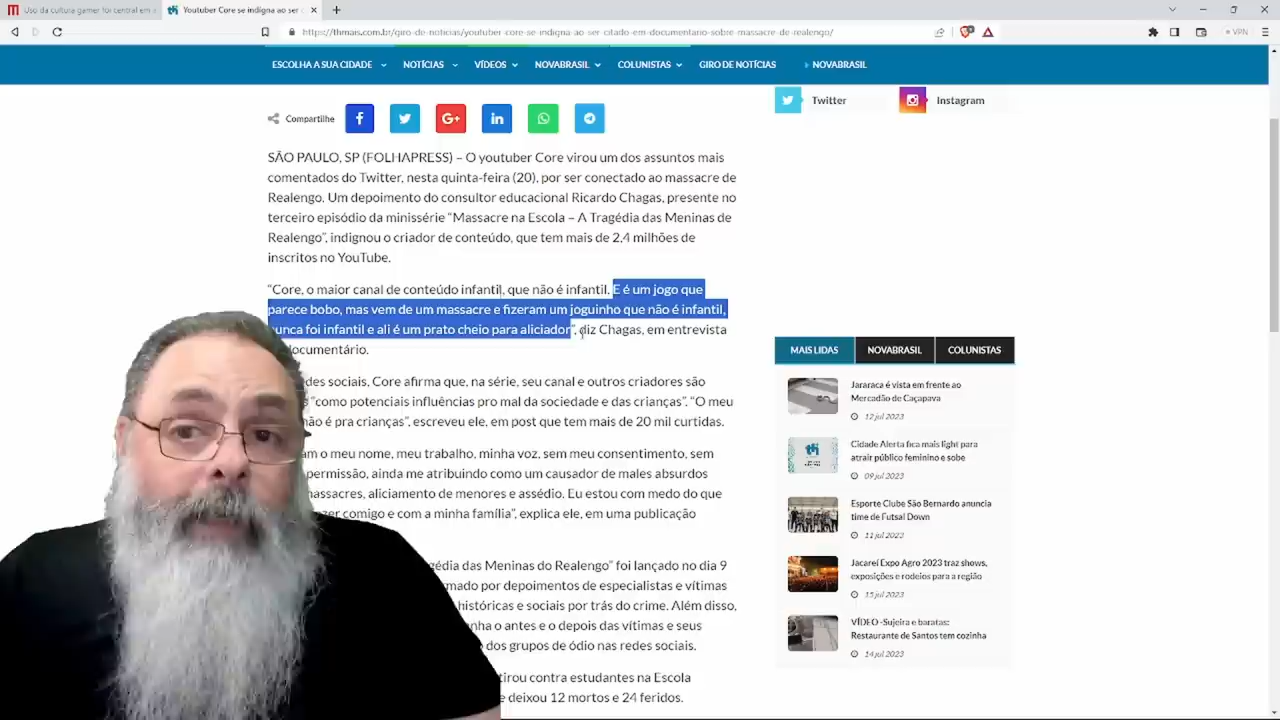 Uso da cultura gamer foi central em
Youtuber Core se indigna ao ser c
https://thmais.com.br/giro-de-noticias/youtuber-core-se-indigna-ao-ser-citado-em-documentario-sobre-massacre-de-realengo/
VPN
ESCOLHA A SUA CIDADE NOTÍCIAS VÍDEOS NOVABRASIL COLUNISTAS GIRO DE NOTÍCIAS NOVABRASIL
Compartilhe
Twitter Instagram
SÃO PAULO, SP (FOLHAPRESS) – O youtuber Core virou um dos assuntos mais
comentados do Twitter, nesta quinta-feira (20), por ser conectado ao massacre de
Realengo. Um depoimento do consultor educacional Ricardo Chagas, presente no
terceiro episódio da minissérie “Massacre na Escola – A Tragédia das Meninas de
Realengo”, indignou o criador de conteúdo, que tem mais de 2,4 milhões de
inscritos no YouTube.
“Core, o maior canal de conteúdo infantil, que não é infantil. E é um jogo que
parece bobo, mas vem de um massacre e fizeram um joguinho que não é infantil,
nunca foi infantil e ali é um prato cheio para aliciador”, diz Chagas, em entrevista
documentário.
des sociais, Core afirma que, na série, seu canal e outros criadores são
“como potenciais influências pro mal da sociedade e das crianças”. “O meu
não é pra crianças”, escreveu ele, em post que tem mais de 20 mil curtidas.
am o meu nome, meu trabalho, minha voz, sem meu consentimento, sem
permissão, ainda me atribuindo como um causador de males absurdos
massacres, aliciamento de menores e assédio. Eu estou com medo do que
zer comigo e com a minha família”, explica ele, em uma publicação
gédia das Meninas do Realengo” foi lançado no dia 9
mado por depoimentos de especialistas e vítimas
históricas e sociais por trás do crime. Além disso,
nha o antes e o depois das vítimas e seus
dos grupos de ódio nas redes sociais.
tirou contra estudantes na Escola
e deixou 12 mortos e 24 feridos.
MAIS LIDAS NOVABRASIL COLUNISTAS
Jararaca é vista em frente ao
Mercadão de Caçapava
12 jul 2023
Cidade Alerta fica mais light para
atrair público feminino e sobe
09 jul 2023
Esporte Clube São Bernardo anuncia
time de Futsal Down
11 jul 2023
Jacareí Expo Agro 2023 traz shows,
exposições e rodeios para a região
15 jul 2023
VÍDEO -Sujeira e baratas:
Restaurante de Santos tem cozinha
14 jul 2023